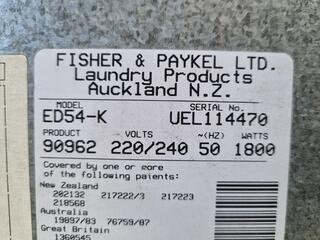 FISHER & PAYKEL LTD.
Laundry Products
Auckland N.Z.
MODEL SERIAL No.
ED54-K UEL114470
PRODUCT VOLTS ~(HZ) WATTS
90962 220/240 50 1800
Covered by one or more
of the following patents:
New Zealand
202132 217222/3 217223
218568
Australia
19897/83 76759/87
Great Britain
1360545